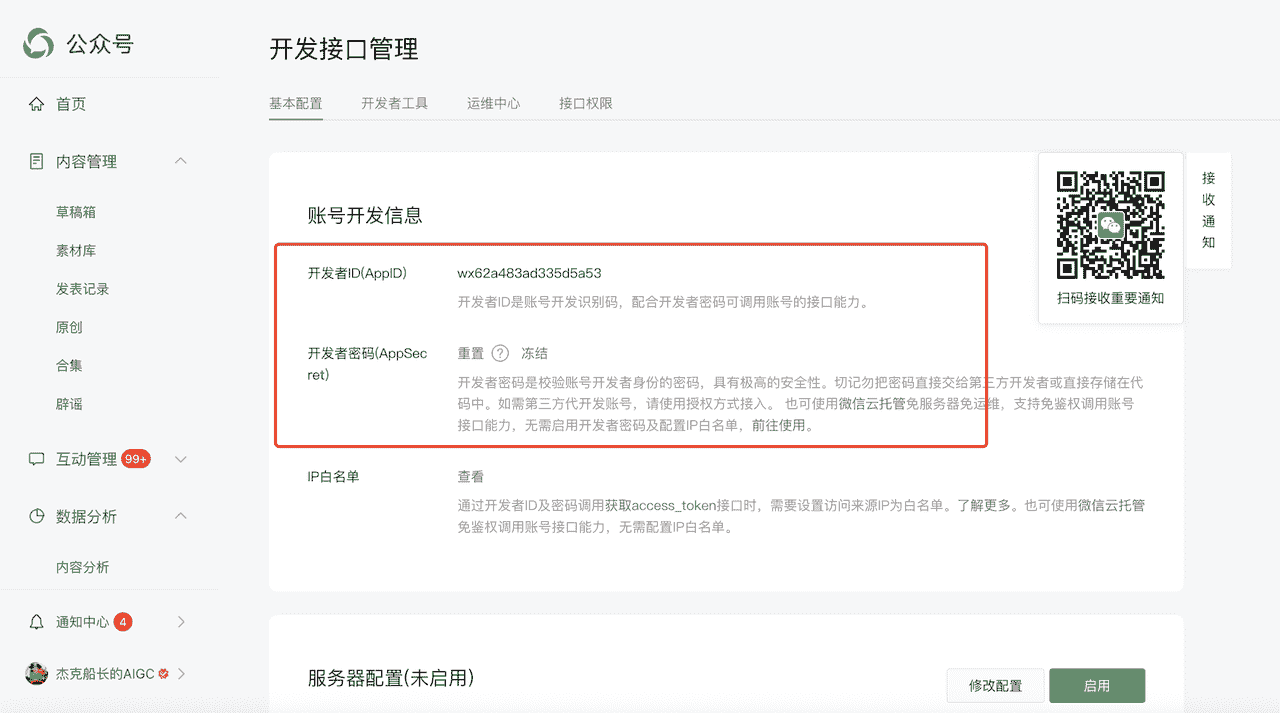 公众号
首页
内容管理
草稿箱
素材库
发表记录
原创
合集
辟谣
互动管理 99+
数据分析
内容分析
通知中心 4
杰克船长的AIGC
开发接口管理
基本配置 开发者工具 运维中心 接口权限
账号开发信息
开发者ID(AppID) wx62a483ad335d5a53
开发者ID是账号开发识别码，配合开发者密码可调用账号的接口能力。
开发者密码(AppSec
ret)
重置 ? 冻结
开发者密码是校验账号开发者身份的密码，具有极高的安全性。切记勿把密码直接交给第三方开发者或直接存储在代
码中。如需第三方代开发账号，请使用授权方式接入。 也可使用微信云托管免服务器免运维，支持免鉴权调用账号
接口能力，无需启用开发者密码及配置IP白名单，前往使用。
IP白名单 查看
通过开发者ID及密码调用获取access_token接口时，需要设置访问来源IP为白名单。了解更多。也可使用微信云托管
免鉴权调用账号接口能力，无需配置IP白名单。
扫码接收重要通知
接
收
通
知
服务器配置(未启用)
修改配置 启用